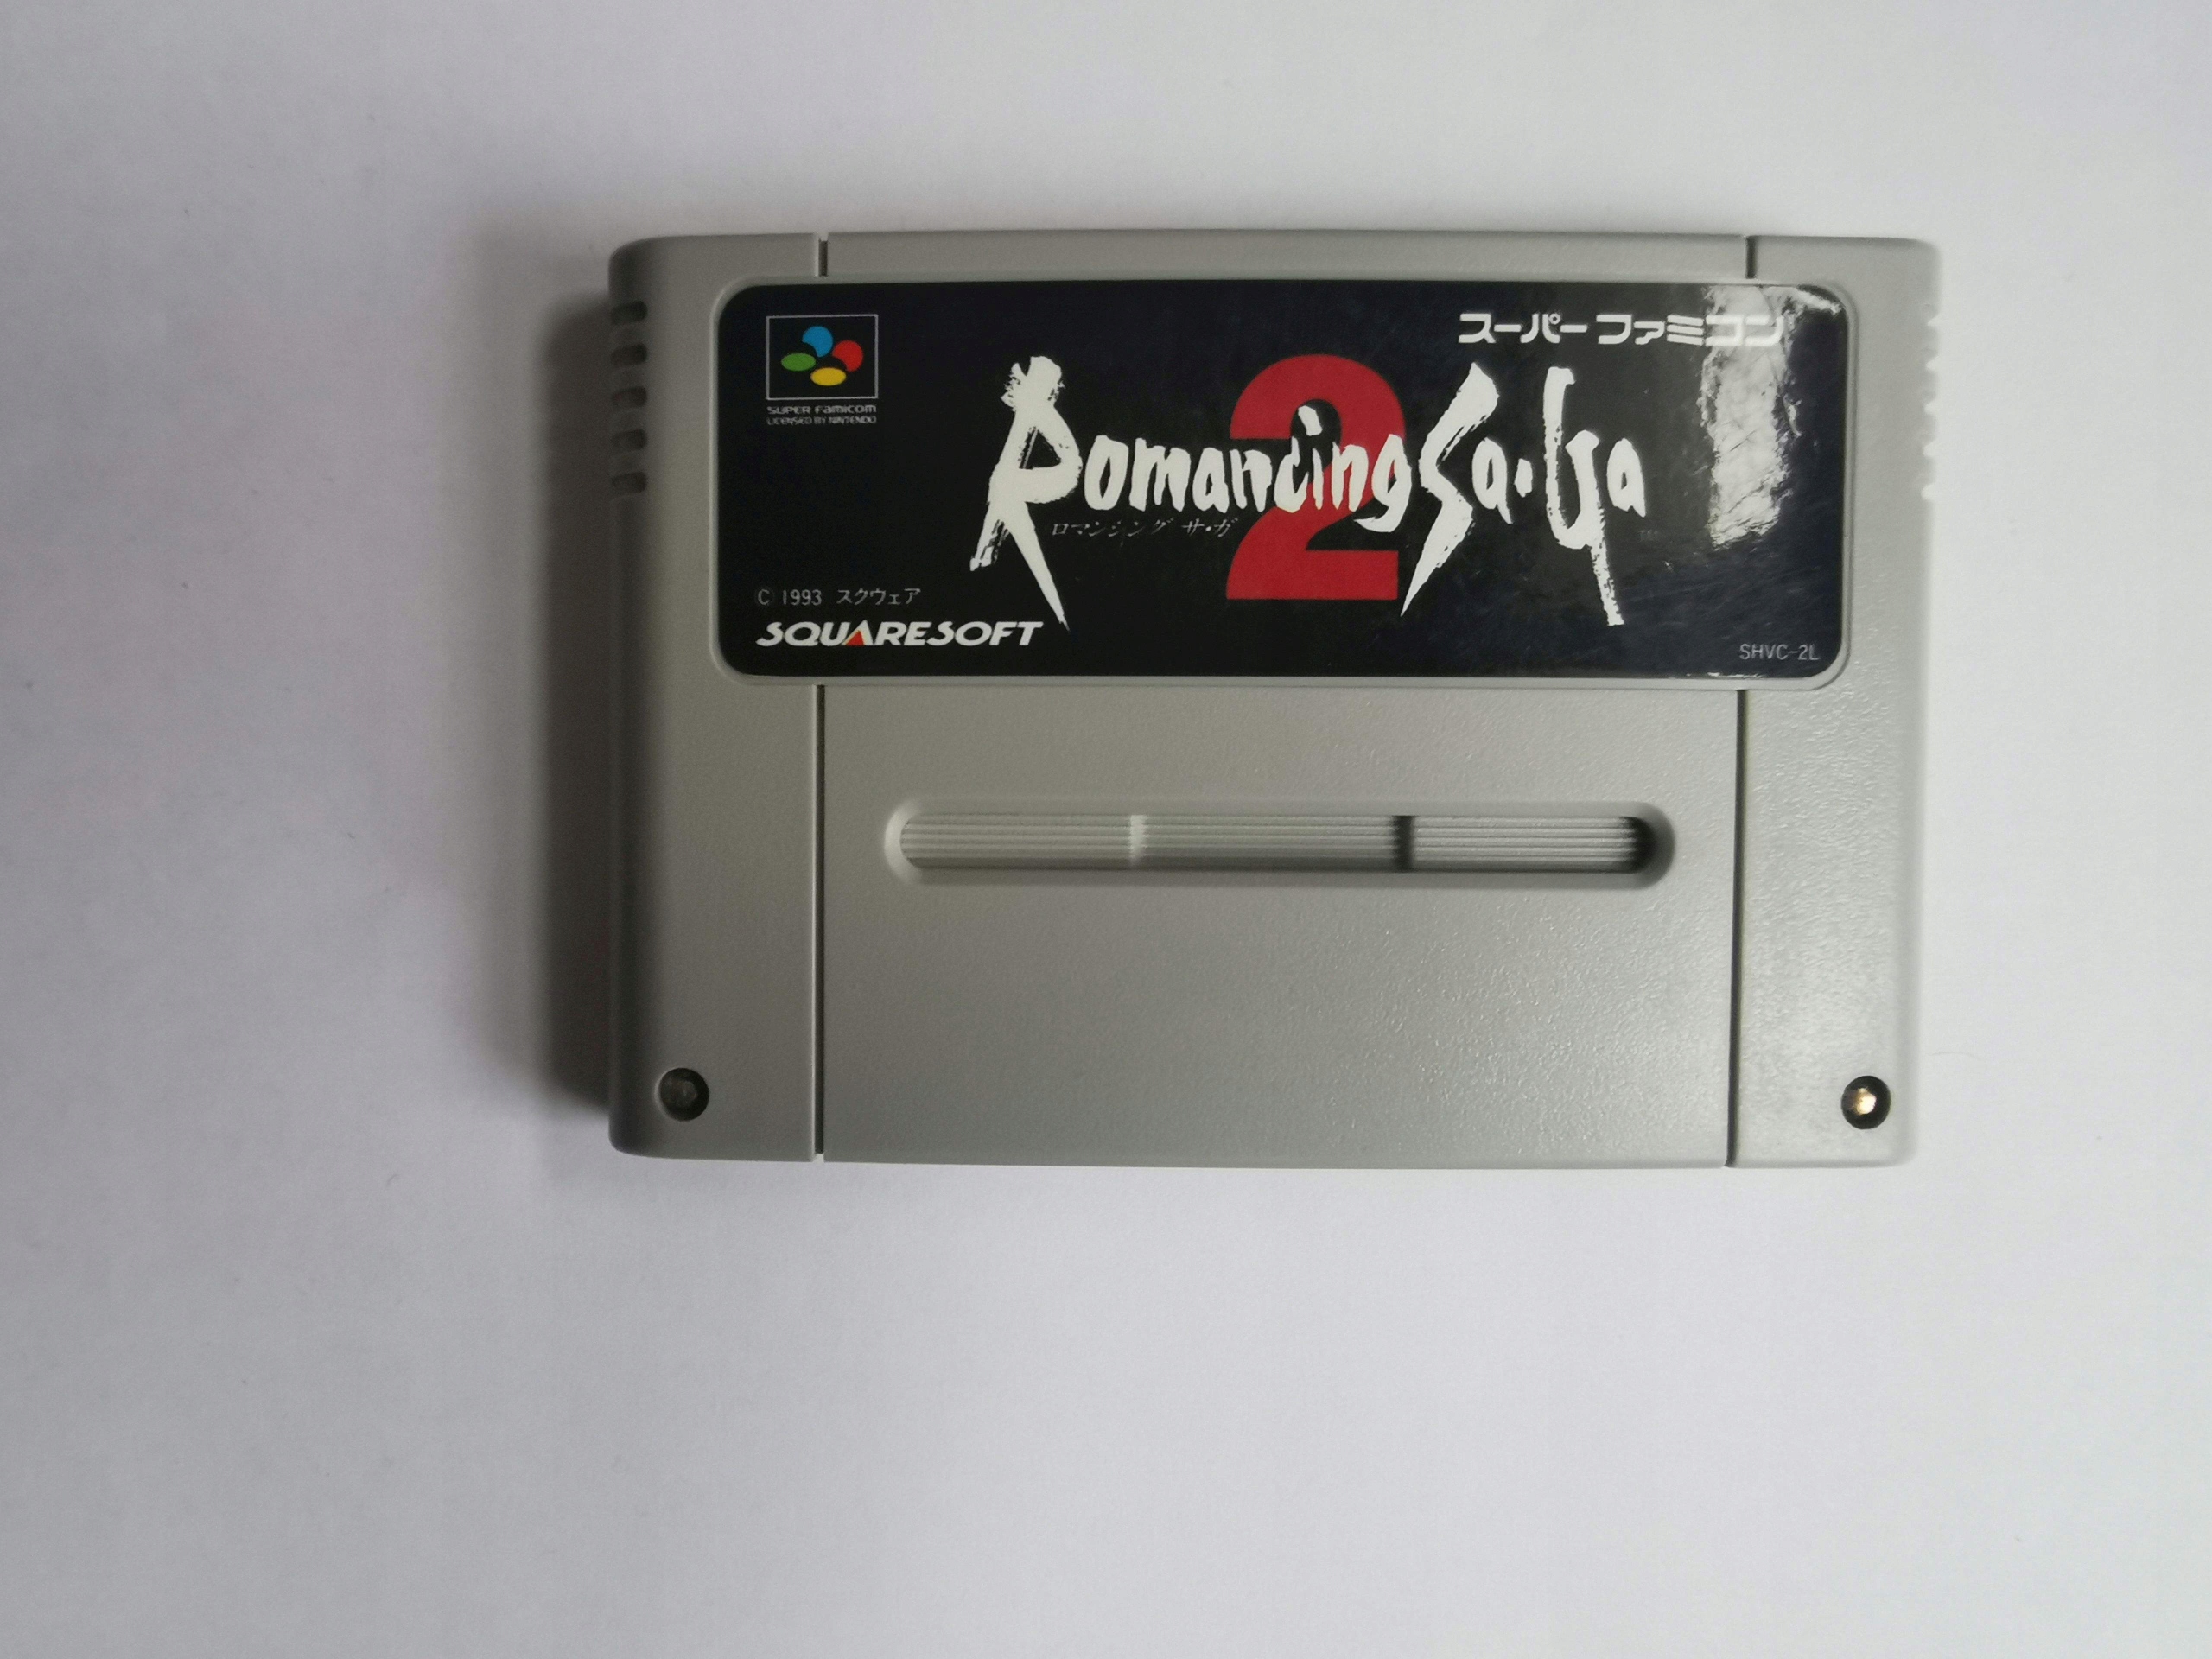 スーパーファミコン
SUPER FAMICOM
LICENSED BY NINTENDO
Romancing Sa・Ga
2
ロマンシング サ・ガ
TM
© 1993 スクウェア
SQUARESOFT
SHVC-2L